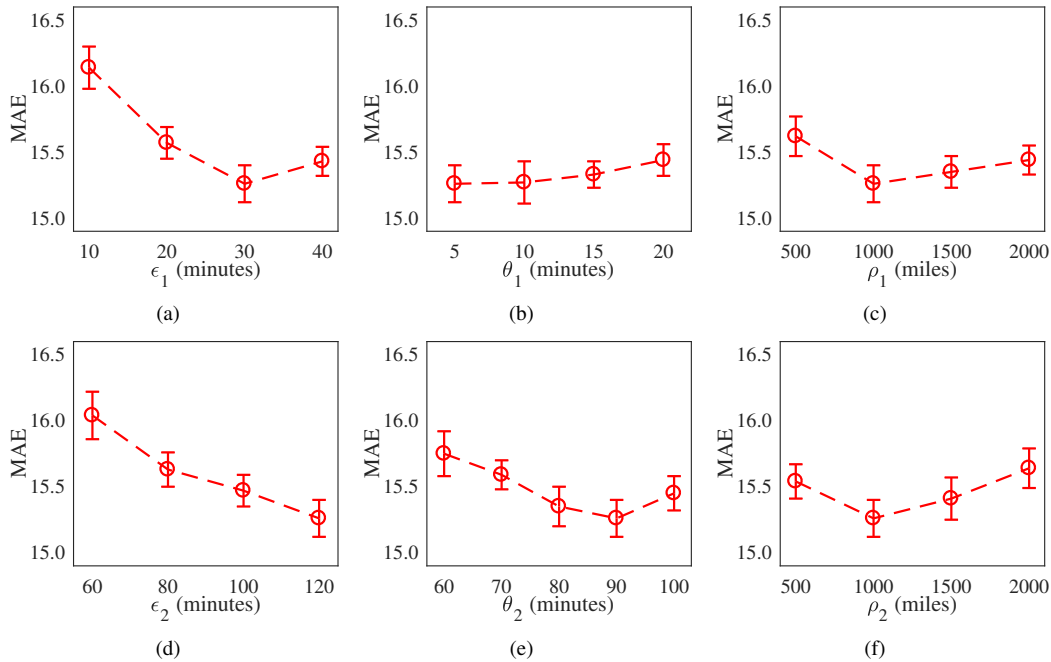 16.5
16.0
15.5
15.0
MAE
10 20 30 40
ϵ1 (minutes)
(a)
16.5
16.0
15.5
15.0
MAE
5 10 15 20
θ1 (minutes)
(b)
16.5
16.0
15.5
15.0
MAE
500 1000 1500 2000
ρ1 (miles)
(c)
16.5
16.0
15.5
15.0
MAE
60 80 100 120
ϵ2 (minutes)
(d)
16.5
16.0
15.5
15.0
MAE
60 70 80 90 100
θ2 (minutes)
(e)
16.5
16.0
15.5
15.0
MAE
500 1000 1500 2000
ρ2 (miles)
(f)